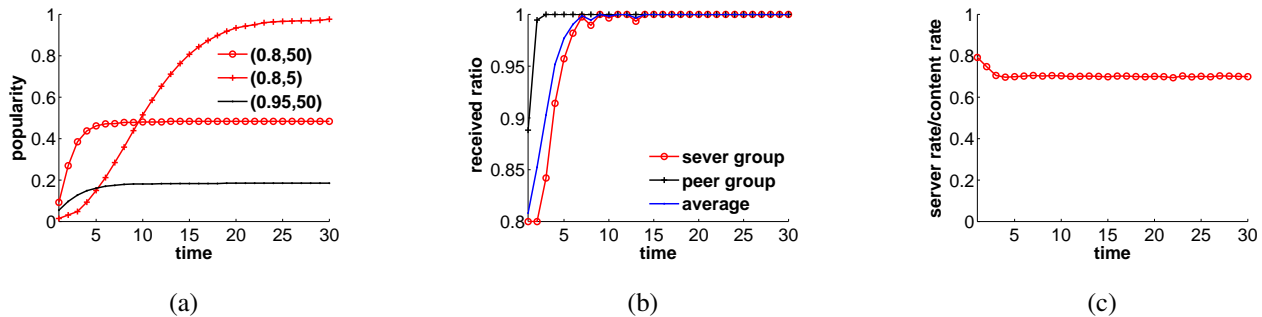 1
0.8
0.6
0.4
0.2
0
popularity
5 10 15 20 25 30
time
(0.8,50)
(0.8,5)
(0.95,50)
(a)
1
0.95
0.9
0.85
0.8
received ratio
5 10 15 20 25 30
time
sever group
peer group
average
(b)
1
0.8
0.6
0.4
0.2
0
server rate/content rate
5 10 15 20 25 30
time
(c)